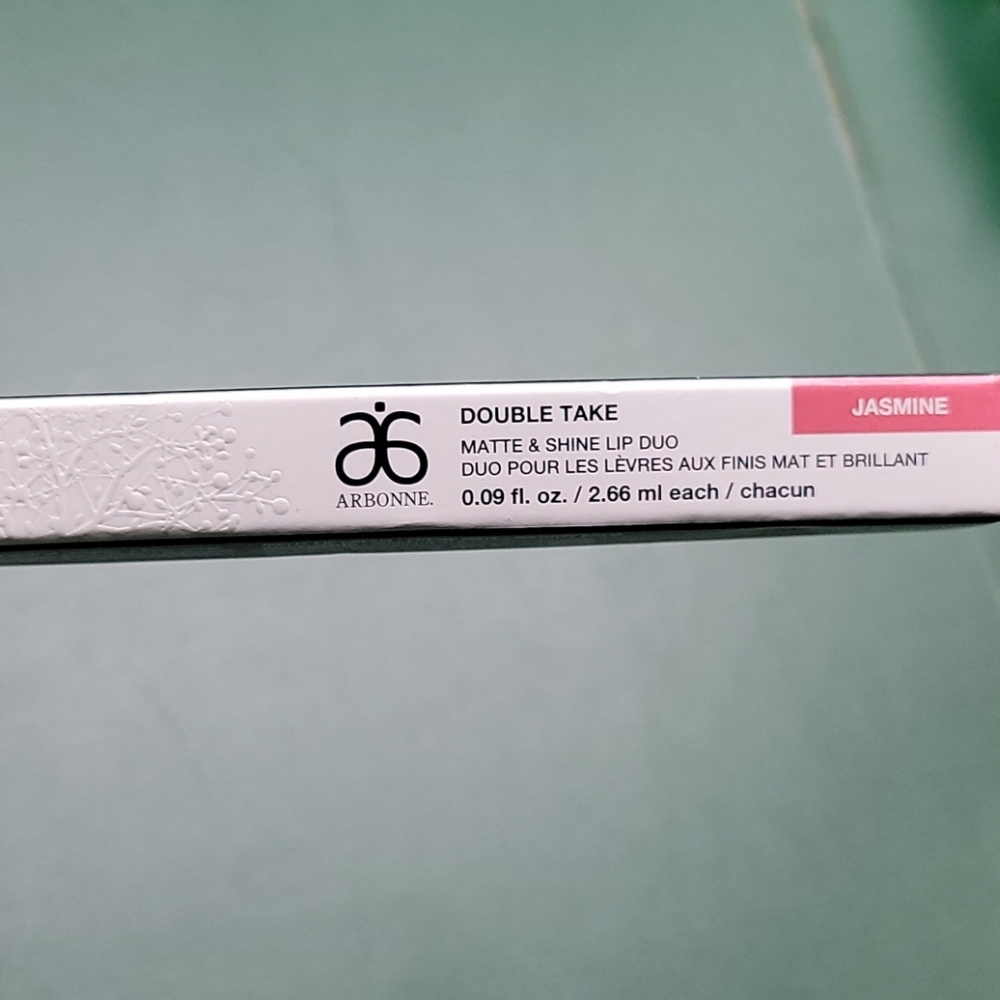 ARBONNE.
DOUBLE TAKE
MATTE & SHINE LIP DUO
DUO POUR LES LÈVRES AUX FINIS MAT ET BRILLANT
0.09 fl. oz. / 2.66 ml each / chacun
JASMINE